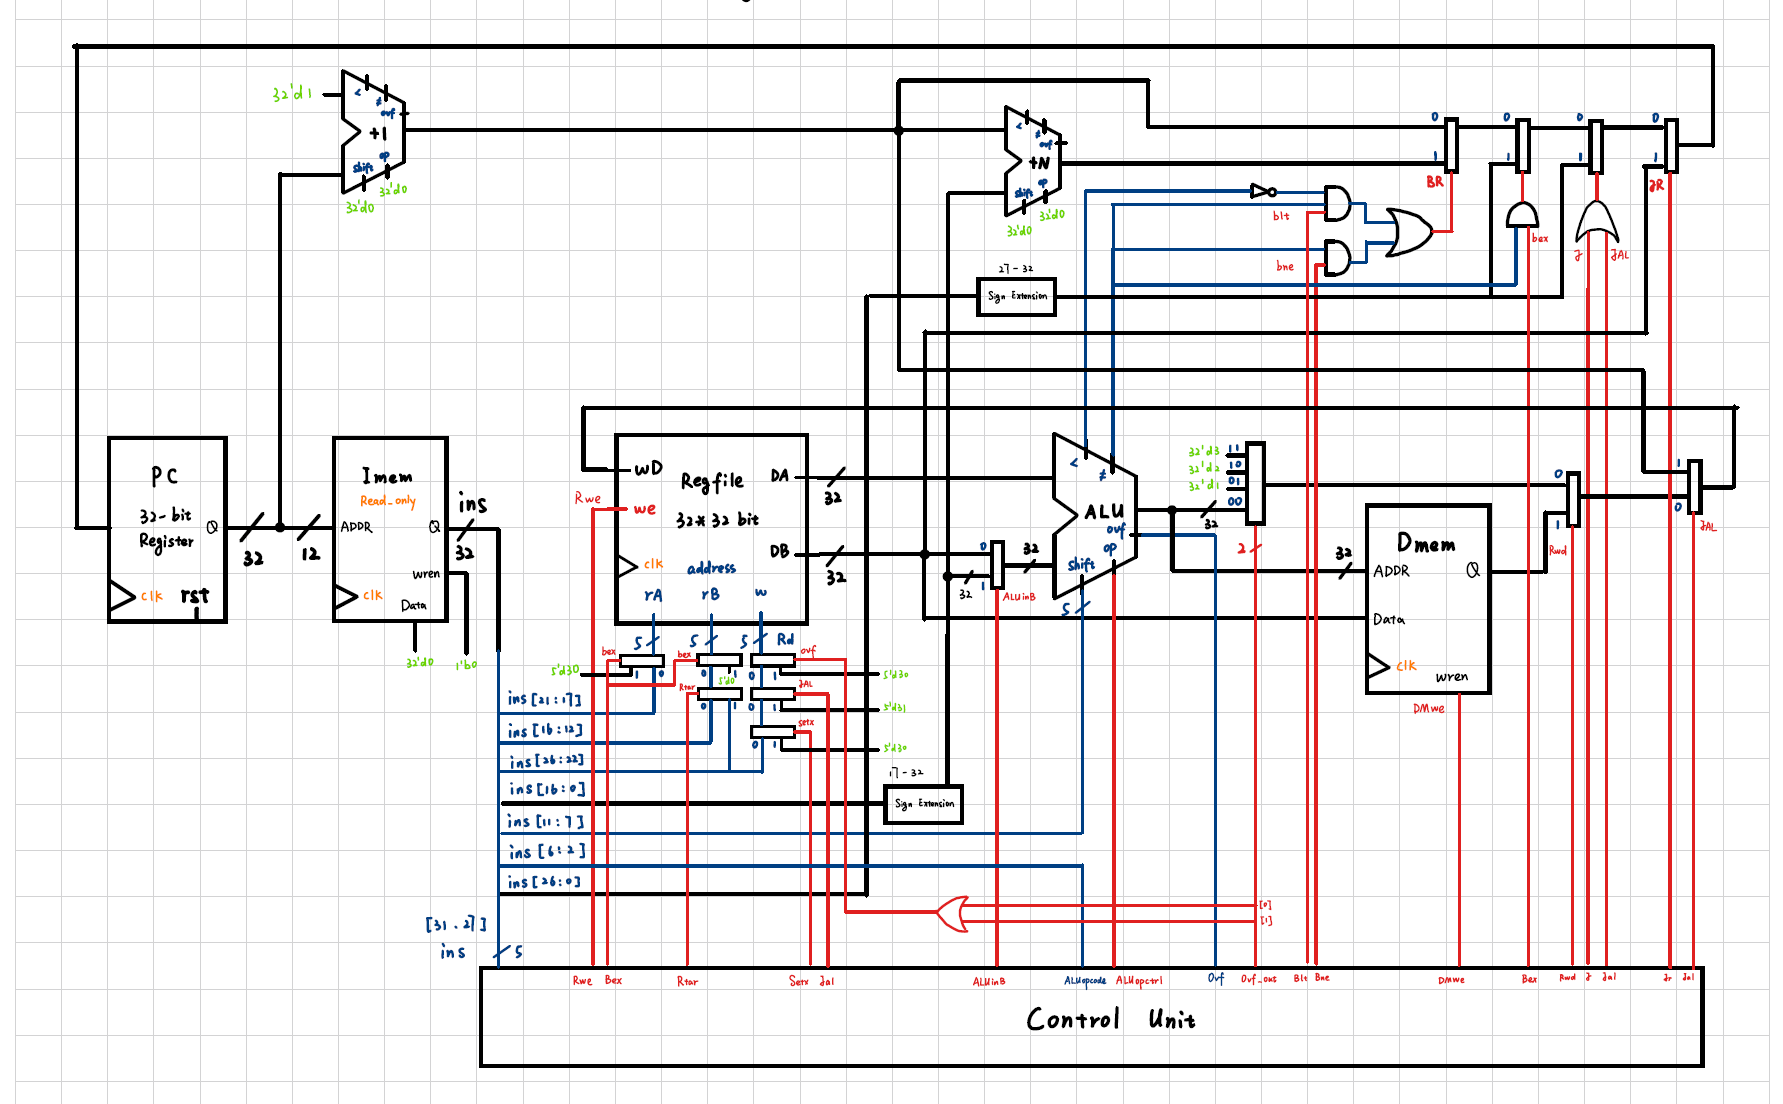 32'd1
<
≠
ovf
+1
op
shift
32'd0
32'd0
<
≠
ovf
+N
op
shift
32'd0
32'd0
0
1
BR
0
1
0
1
0
1
JR
blt
bne
bex
J
JAL
27-32
Sign Extension
PC
32-bit
Register
Q
clk
rst
32
12
Imem
Read_only
ADDR
Q
clk
wren
Data
32'd0
1'b0
ins
32
Rwe
wD
we
Regfile
32*32 bit
DA
DB
clk
address
rA
rB
w
32
32
0
1
32
32
ALUinB
<
≠
ALU
ovf
op
shift
5
32'd3
11
32'd2
10
32'd1
01
00
32
2
Dmem
32
ADDR
Q
Data
clk
wren
DMwe
0
1
Rwd
1
0
JAL
5
5
5
Rd
bex
bex
ovf
5'd30
1
0
0
5'd0
1
0
1
5'd30
Rtar
JAL
0
1
0
1
5'd31
setx
0
1
5'd30
ins[21:17]
ins[16:12]
ins[26:22]
ins[16:0]
ins[11:7]
ins[6:2]
ins[26:0]
17-32
Sign Extension
[0]
[1]
[31.27]
ins
5
Rwe
Bex
Rtar
Setx
Jal
ALUinB
ALUopcode
ALUopctrl
Ovf
Ovf_out
Blt
Bne
DMwe
Bex
Rwd
J
Jal
Jr
Jal
Control Unit